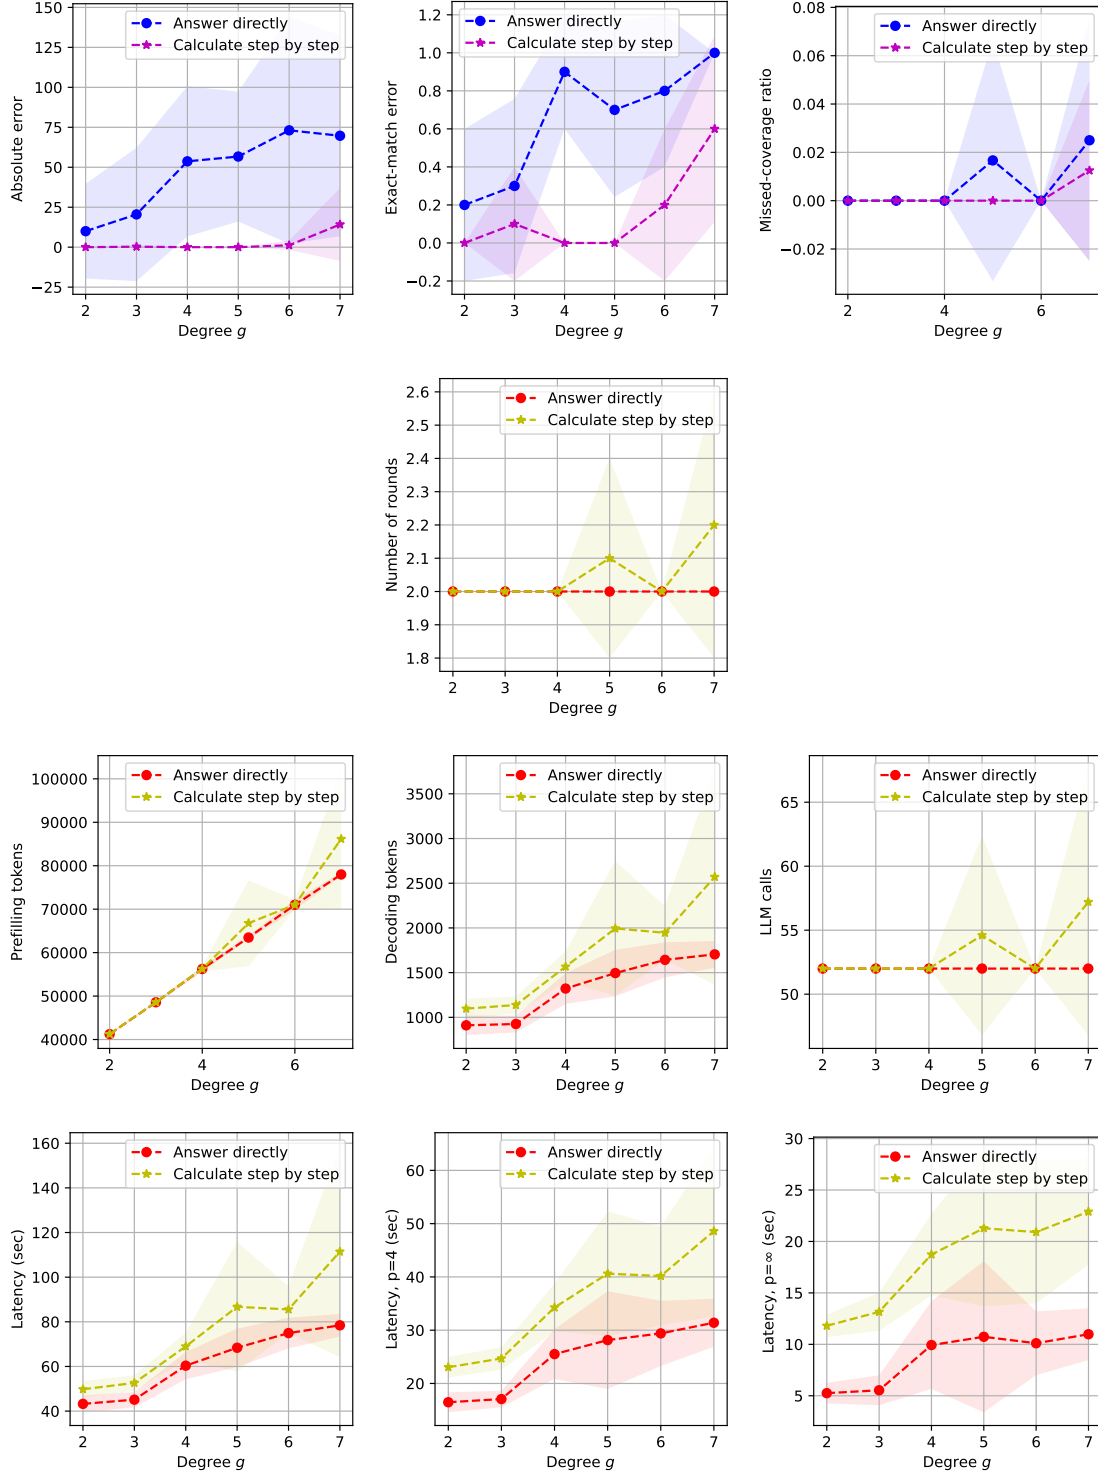 Absolute error
150
125
100
75
50
25
0
−25
Answer directly
Calculate step by step
2 3 4 5 6 7
Degree g
Exact-match error
1.2
1.0
0.8
0.6
0.4
0.2
0.0
−0.2
Answer directly
Calculate step by step
2 3 4 5 6 7
Degree g
Missed-coverage ratio
0.08
0.06
0.04
0.02
0.00
−0.02
Answer directly
Calculate step by step
2 4 6
Degree g
Number of rounds
2.6
2.5
2.4
2.3
2.2
2.1
2.0
1.9
1.8
Answer directly
Calculate step by step
2 3 4 5 6 7
Degree g
Prefilling tokens
100000
90000
80000
70000
60000
50000
40000
Answer directly
Calculate step by step
2 4 6
Degree g
Decoding tokens
3500
3000
2500
2000
1500
1000
Answer directly
Calculate step by step
2 3 4 5 6 7
Degree g
LLM calls
65
60
55
50
Answer directly
Calculate step by step
2 3 4 5 6 7
Degree g
Latency (sec)
160
140
120
100
80
60
40
Answer directly
Calculate step by step
2 3 4 5 6 7
Degree g
Latency, p=4 (sec)
60
50
40
30
20
Answer directly
Calculate step by step
2 3 4 5 6 7
Degree g
Latency, p=∞ (sec)
30
25
20
15
10
5
Answer directly
Calculate step by step
2 3 4 5 6 7
Degree g